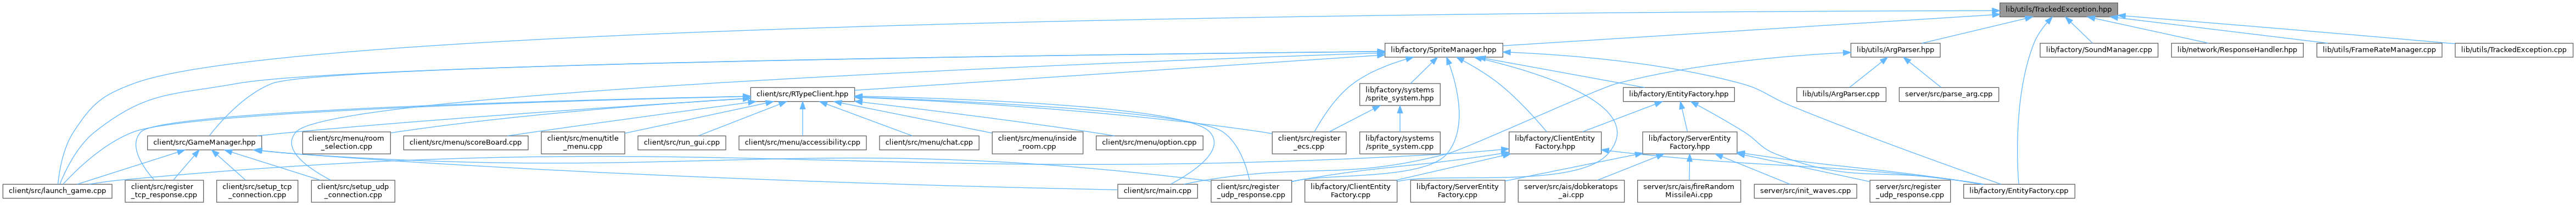 lib/utils/TrackedException.hpp
lib/factory/SpriteManager.hpp
lib/utils/ArgParser.hpp
lib/factory/SoundManager.cpp
lib/network/ResponseHandler.hpp
lib/utils/FrameRateManager.cpp
lib/utils/TrackedException.cpp
client/src/RTypeClient.hpp
lib/factory/systems
/sprite_system.hpp
lib/factory/EntityFactory.hpp
lib/utils/ArgParser.cpp
server/src/parse_arg.cpp
client/src/GameManager.hpp
client/src/menu/room
_selection.cpp
client/src/menu/scoreBoard.cpp
client/src/menu/title
_menu.cpp
client/src/run_gui.cpp
client/src/menu/accessibility.cpp
client/src/menu/chat.cpp
client/src/menu/inside
_room.cpp
client/src/menu/option.cpp
client/src/register
_ecs.cpp
lib/factory/systems
/sprite_system.cpp
lib/factory/ClientEntity
Factory.hpp
lib/factory/ServerEntity
Factory.hpp
client/src/launch_game.cpp
client/src/register
_tcp_response.cpp
client/src/setup_tcp
_connection.cpp
client/src/setup_udp
_connection.cpp
client/src/main.cpp
client/src/register
_udp_response.cpp
lib/factory/ClientEntity
Factory.cpp
lib/factory/ServerEntity
Factory.cpp
server/src/ais/dobkeratops
_ai.cpp
server/src/ais/fireRandom
MissileAi.cpp
server/src/init_waves.cpp
server/src/register
_udp_response.cpp
lib/factory/EntityFactory.cpp